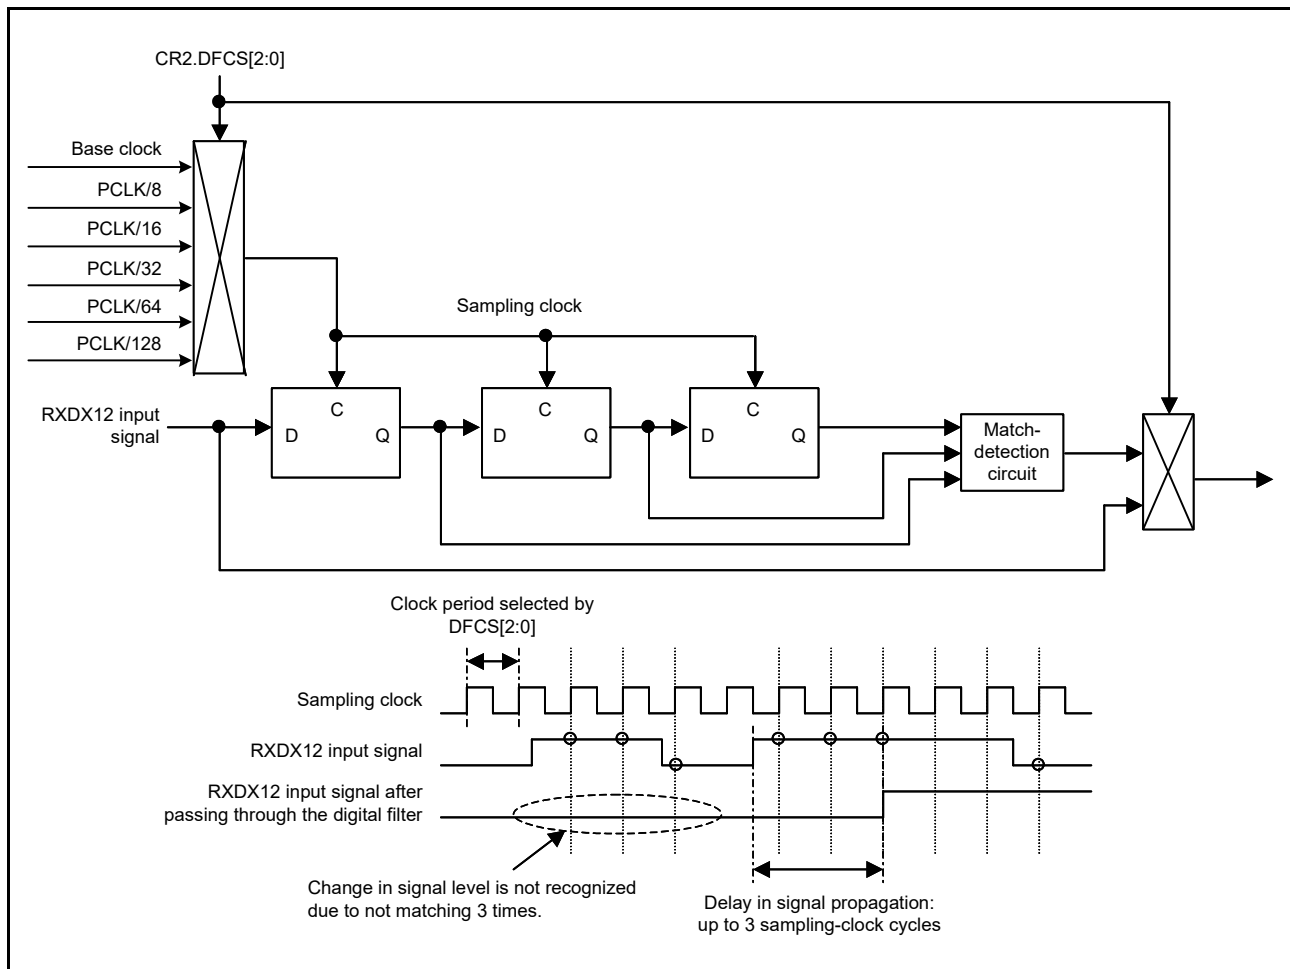 CR2.DFCS[2:0]
Base clock
PCLK/8
PCLK/16
PCLK/32
PCLK/64
PCLK/128
Sampling clock
RXDX12 input
signal
C
D
Q
C
D
Q
C
D
Q
Match-
detection
circuit
Clock period selected by
DFCS[2:0]
Sampling clock
RXDX12 input signal
RXDX12 input signal after
passing through the digital filter
Change in signal level is not recognized
due to not matching 3 times.
Delay in signal propagation:
up to 3 sampling-clock cycles